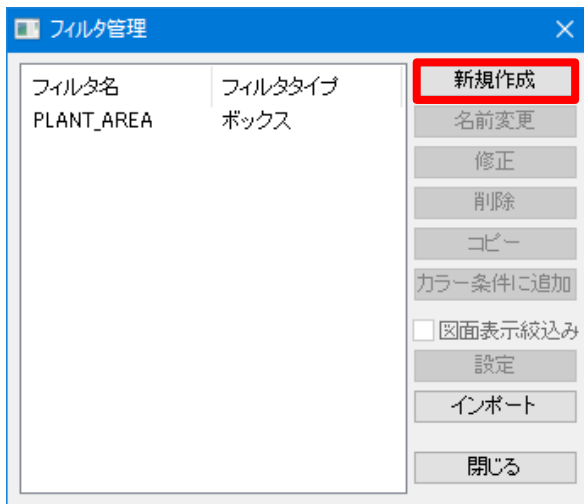 フィルタ管理
フィルタ名 フィルタタイプ
PLANT_AREA ボックス
新規作成
名前変更
修正
削除
コピー
カラー条件に追加
図面表示絞込み
設定
インポート
閉じる